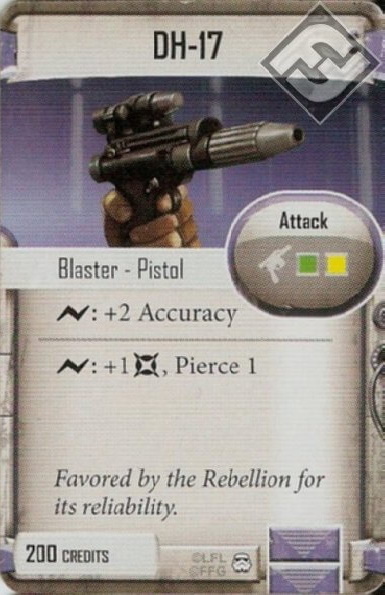 DH-17
Attack
Blaster - Pistol
: +2 Accuracy
: +1 , Pierce 1
Favored by the Rebellion for
its reliability.
200 CREDITS
©LFL
©FFG